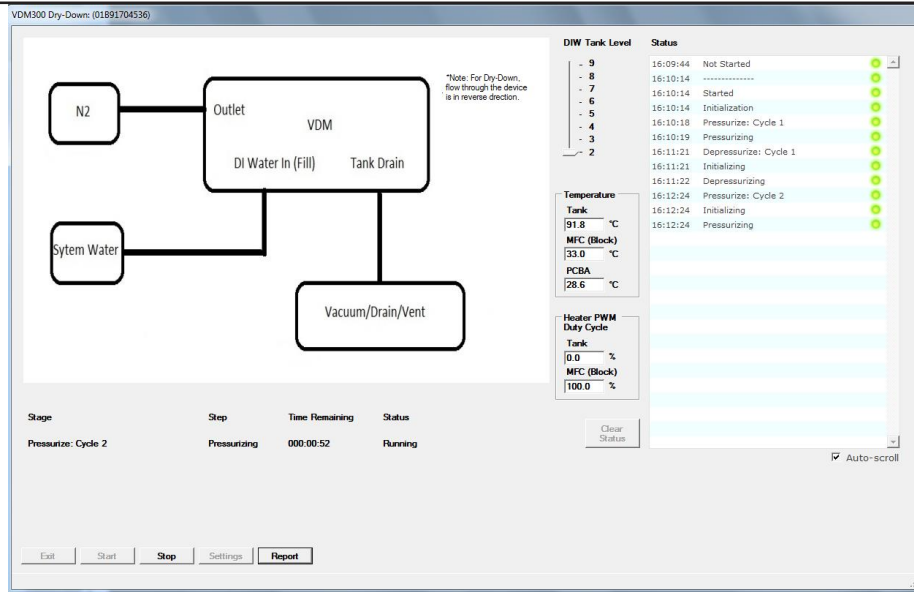 VDM300 Dry-Down: (01B91704536)
N2
Outlet
VDM
DI Water In (Fill) Tank Drain
*Note: For Dry-Down,
flow through the device
is in reverse drection.
Sytem Water
Vacuum/Drain/Vent
DIW Tank Level
- 9
- 8
- 7
- 6
- 5
- 4
- 3
- 2
Temperature
Tank
91.8 °C
MFC (Block)
33.0 °C
PCBA
28.6 °C
Heater PWM
Duty Cycle
Tank
0.0 %
MFC (Block)
100.0 %
Clear
Status
Status
16:09:44 Not Started
16:10:14 --------------
16:10:14 Started
16:10:14 Initialization
16:10:18 Pressurize: Cycle 1
16:10:19 Pressurizing
16:11:21 Depressurize: Cycle 1
16:11:21 Initializing
16:11:22 Depressurizing
16:12:24 Pressurize: Cycle 2
16:12:24 Initializing
16:12:24 Pressurizing
Auto-scroll
Stage Step Time Remaining Status
Pressurize: Cycle 2 Pressurizing 000:00:52 Running
Exit Start Stop Settings Report